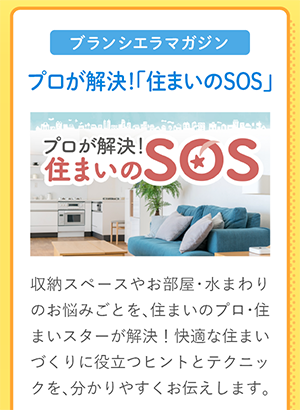 ブランシエラマガジン
プロが解決!「住まいのSOS」
プロが解決!
住まいのSOS
収納スペースやお部屋・水まわり
のお悩みごとを、住まいのプロ・住
まいスターが解決！快適な住まい
づくりに役立つヒントとテクニッ
クを、分かりやすくお伝えします。